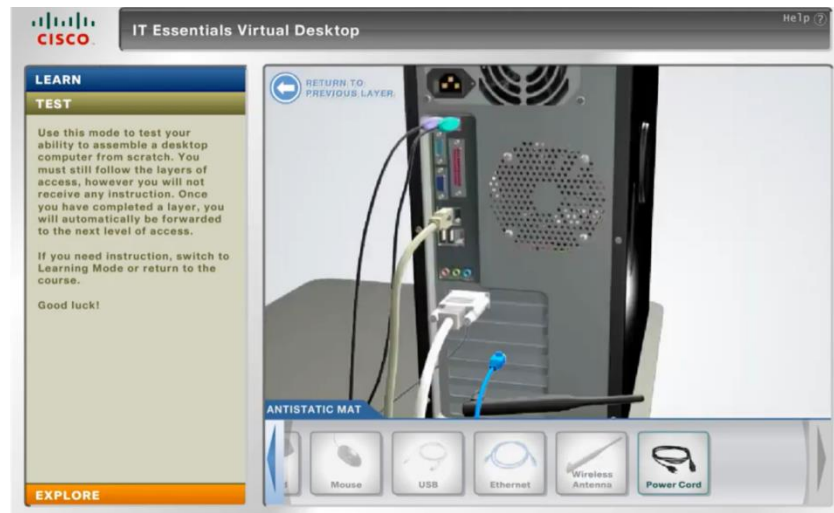 CISCO
IT Essentials Virtual Desktop
Help ?
LEARN
TEST
Use this mode to test your
ability to assemble a desktop
computer from scratch. You
must still follow the layers of
access, however you will not
receive any instruction. Once
you have completed a layer, you
will automatically be forwarded
to the next level of access.
If you need instruction, switch to
Learning Mode or return to the
course.
Good luck!
EXPLORE
RETURN TO
PREVIOUS LAYER
ANTISTATIC MAT
Mouse
USB
Ethernet
Wireless
Antenna
Power Cord